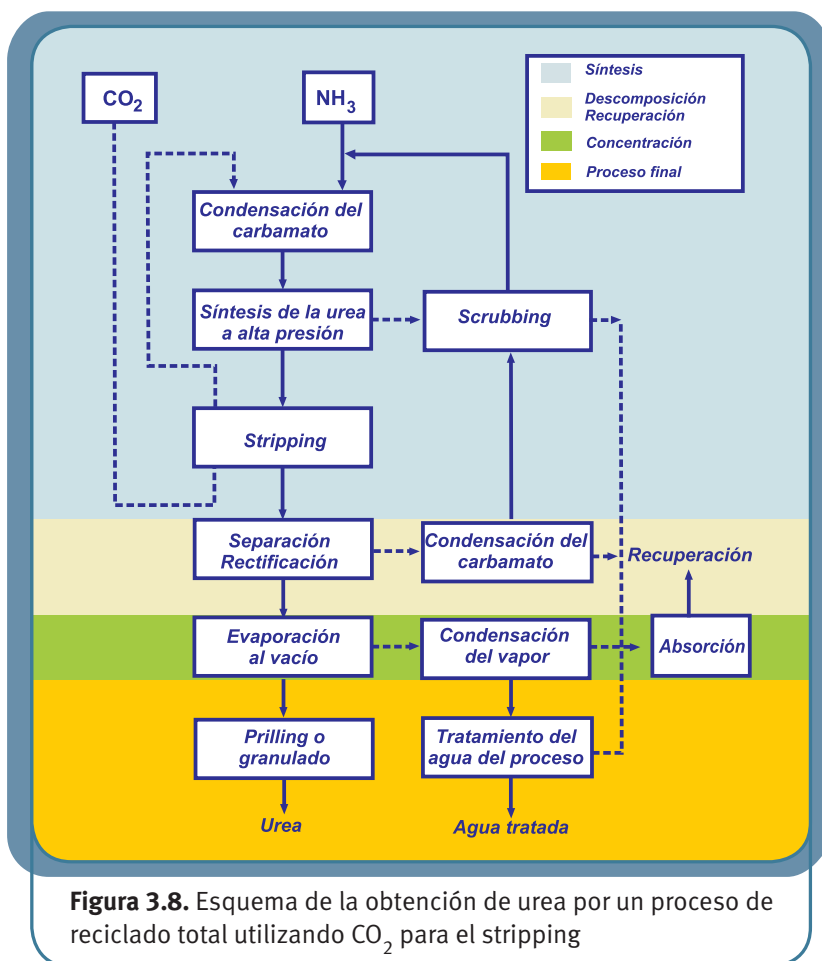 CO2
NH3
Síntesis
Descomposición
Recuperación
Concentración
Proceso final
Condensación del
carbamato
Síntesis de la urea
a alta presión
Scrubbing
Stripping
Separación
Rectificación
Condensación del
carbamato
Recuperación
Evaporación
al vacío
Condensación
del vapor
Absorción
Prilling o
granulado
Tratamiento del
agua del proceso
Urea
Agua tratada
Figura 3.8. Esquema de la obtención de urea por un proceso de
reciclado total utilizando CO2 para el stripping